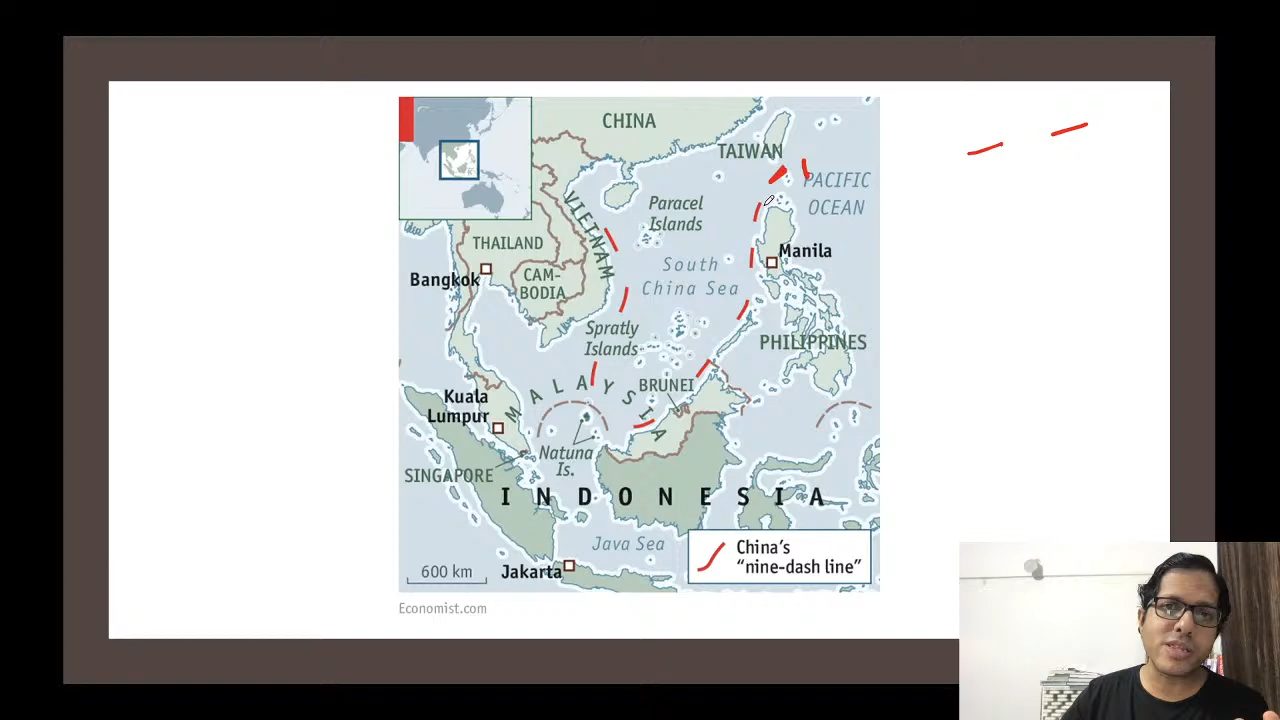 CHINA
TAIWAN
PACIFIC
OCEAN
Paracel
Islands
VIETNAM
THAILAND
Manila
South
China Sea
Bangkok
CAM-
BODIA
Spratly
Islands
PHILIPPINES
BRUNEI
MALAYSIA
Kuala
Lumpur
Natuna
Is.
SINGAPORE
INDONESIA
Java Sea
China's
"nine-dash line"
600 km
Jakarta
Economist.com